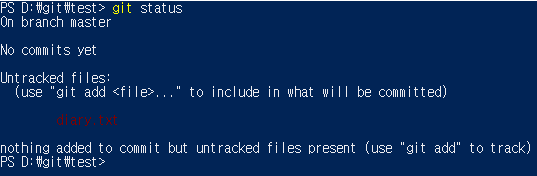 PS D:₩git₩test> git status
On branch master
No commits yet
Untracked files:
(use "git add <file>..." to include in what will be committed)
diary.txt
nothing added to commit but untracked files present (use "git add" to track)
PS D:₩git₩test>